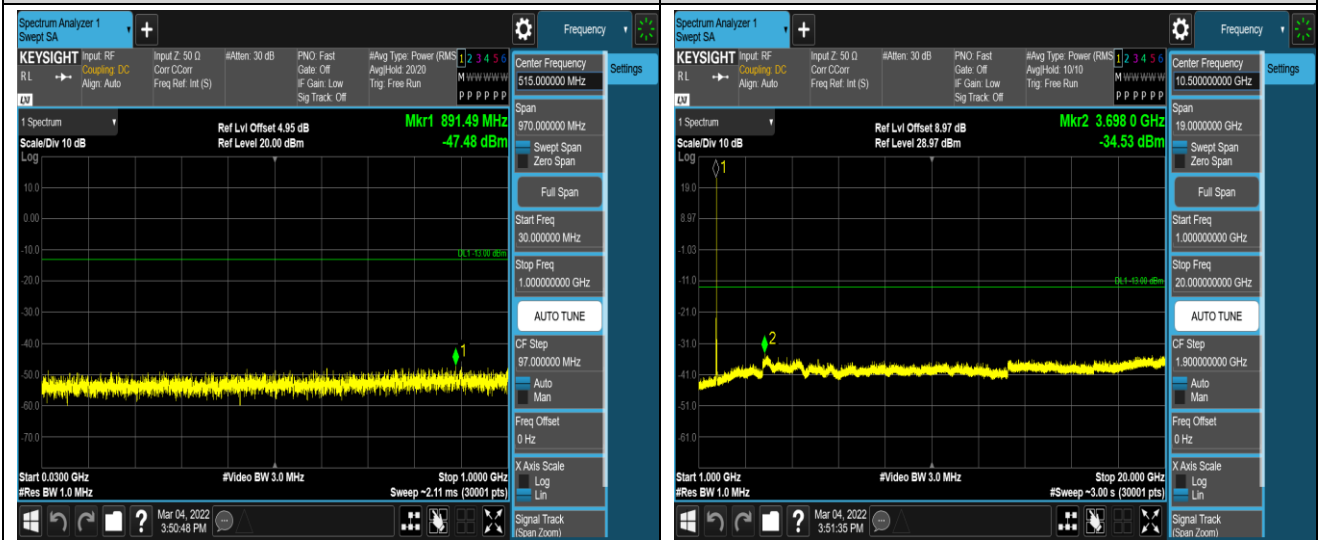 Spectrum Analyzer 1
Swept SA
+
Frequency
KEYSIGHT
RL
LXI
Input: RF
Coupling: DC
Align: Auto
Input Z: 50 Ω
Corr CCorr
Freq Ref: Int (S)
#Atten: 30 dB
PNO: Fast
Gate: Off
IF Gain: Low
Sig Track: Off
#Avg Type: Power (RMS
Avg|Hold: 20/20
Trig: Free Run
1 2 3 4 5 6
M W W W W W
P P P P P P
Center Frequency
515.000000 MHz
Settings
1 Spectrum
Scale/Div 10 dB
Log
Ref Lvl Offset 4.95 dB
Ref Level 20.00 dBm
Mkr1 891.49 MHz
-47.48 dBm
Span
970.000000 MHz
Swept Span
Zero Span
Full Span
Start Freq
30.000000 MHz
Stop Freq
1.000000000 GHz
AUTO TUNE
CF Step
97.000000 MHz
Auto
Man
Freq Offset
0 Hz
X Axis Scale
Log
Lin
Signal Track
(Span Zoom)
10.0
0.00
-10.0
DL1 -13.00 dBm
-20.0
-30.0
-40.0
1
-50.0
-60.0
-70.0
Start 0.0300 GHz
#Res BW 1.0 MHz
#Video BW 3.0 MHz
Stop 1.0000 GHz
Sweep ~2.11 ms (30001 pts)
?
Mar 04, 2022
3:50:48 PM
Spectrum Analyzer 1
Swept SA
+
Frequency
KEYSIGHT
RL
LXI
Input: RF
Coupling: DC
Align: Auto
Input Z: 50 Ω
Corr CCorr
Freq Ref: Int (S)
#Atten: 30 dB
PNO: Fast
Gate: Off
IF Gain: Low
Sig Track: Off
#Avg Type: Power (RMS
Avg|Hold: 10/10
Trig: Free Run
1 2 3 4 5 6
M W W W W W
P P P P P P
Center Frequency
10.500000000 GHz
Settings
1 Spectrum
Scale/Div 10 dB
Log
Ref Lvl Offset 8.97 dB
Ref Level 28.97 dBm
Mkr2 3.698 0 GHz
-34.53 dBm
Span
19.0000000 GHz
Swept Span
Zero Span
Full Span
Start Freq
1.000000000 GHz
Stop Freq
20.000000000 GHz
AUTO TUNE
CF Step
1.900000000 GHz
Auto
Man
Freq Offset
0 Hz
X Axis Scale
Log
Lin
Signal Track
(Span Zoom)
1
19.0
8.97
-1.03
-11.0
DL1 -13.00 dBm
-21.0
-31.0
2
-41.0
-51.0
-61.0
Start 1.000 GHz
#Res BW 1.0 MHz
#Video BW 3.0 MHz
Stop 20.000 GHz
#Sweep ~3.00 s (30001 pts)
?
Mar 04, 2022
3:51:35 PM